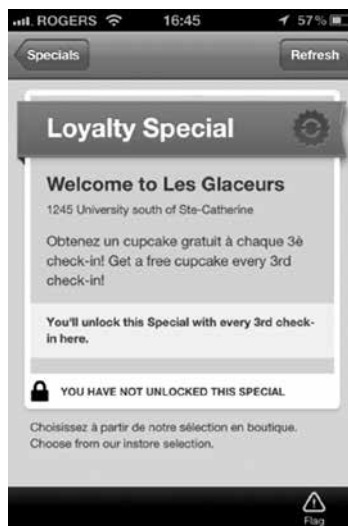 ROGERS 16:45 57%
Specials Refresh
Loyalty Special
Welcome to Les Glaceurs
1245 University south of Ste-Catherine
Obtenez un cupcake gratuit à chaque 3è
check-in! Get a free cupcake every 3rd
check-in!
You'll unlock this Special with every 3rd check-
in here.
YOU HAVE NOT UNLOCKED THIS SPECIAL
Choisissez à partir de notre sélection en boutique.
Choose from our instore selection.
Flag